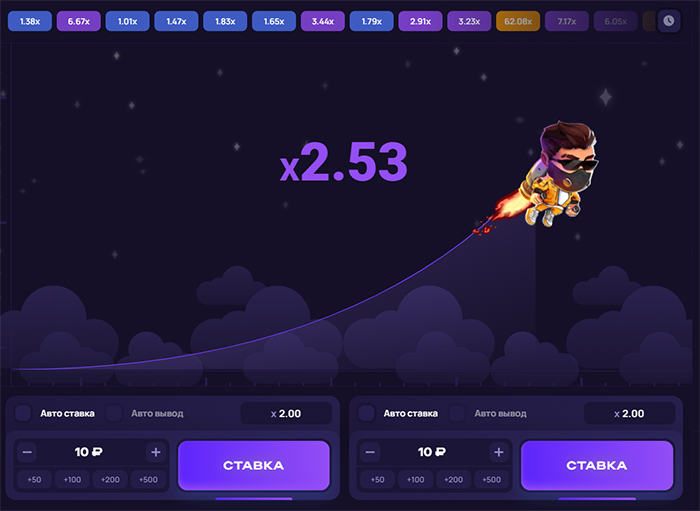 1.38x 6.67x 1.01x 1.47x 1.83x 1.65x 3.44x 1.79x 2.91x 3.23x 62.08x 7.17x 6.05x
x2.53
Авто ставка Авто вывод x 2.00
Авто ставка Авто вывод x 2.00
− 10 ₽ +
СТАВКА
+50 +100 +200 +500
− 10 ₽ +
СТАВКА
+50 +100 +200 +500